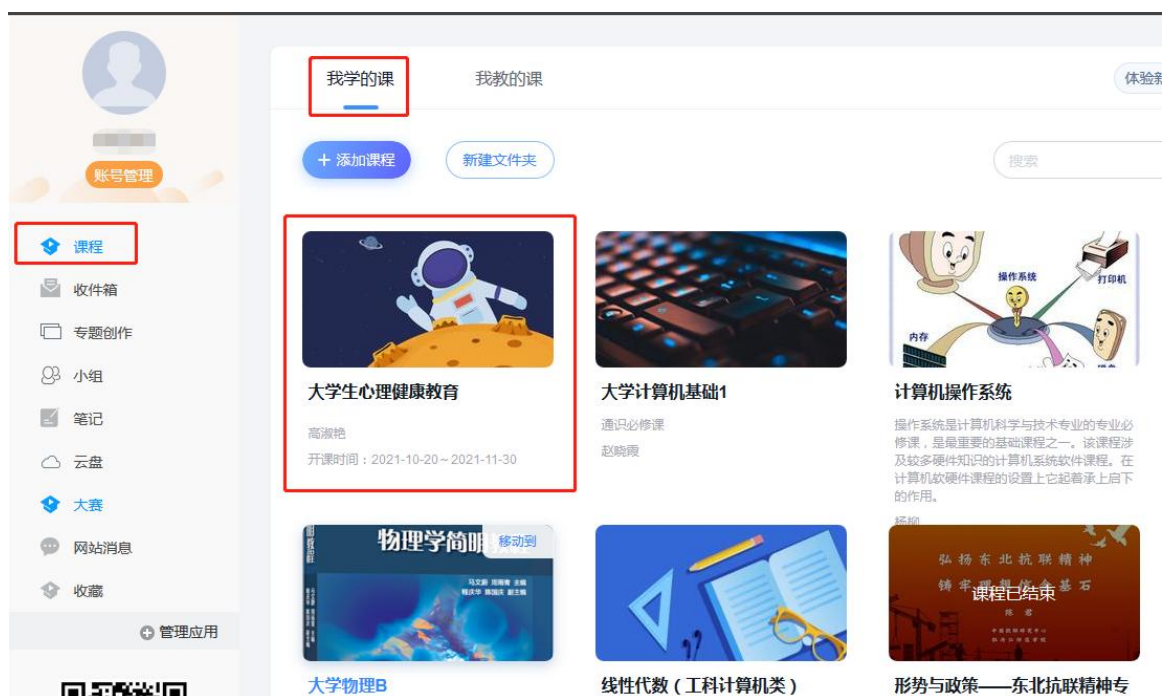 我学的课
我教的课
体验新
账号管理
+ 添加课程
新建文件夹
搜索
课程
收件箱
专题创作
小组
笔记
云盘
大赛
网站消息
收藏
管理应用
大学生心理健康教育
高淑艳
开课时间：2021-10-20～2021-11-30
大学计算机基础1
通识必修课
赵晓霞
操作系统
打印机
内存
计算机操作系统
操作系统是计算机科学与技术专业的专业必
修课，是最重要的基础课程之一。该课程涉
及较多硬件知识的计算机系统软件课程。在
计算机软硬件课程的设置上它起着承上启下
的作用。
杨柳
物理学简明
移动到
大学物理B
线性代数（工科计算机类）
弘扬东北抗联精神
课程已结束
陈 君
形势与政策——东北抗联精神专